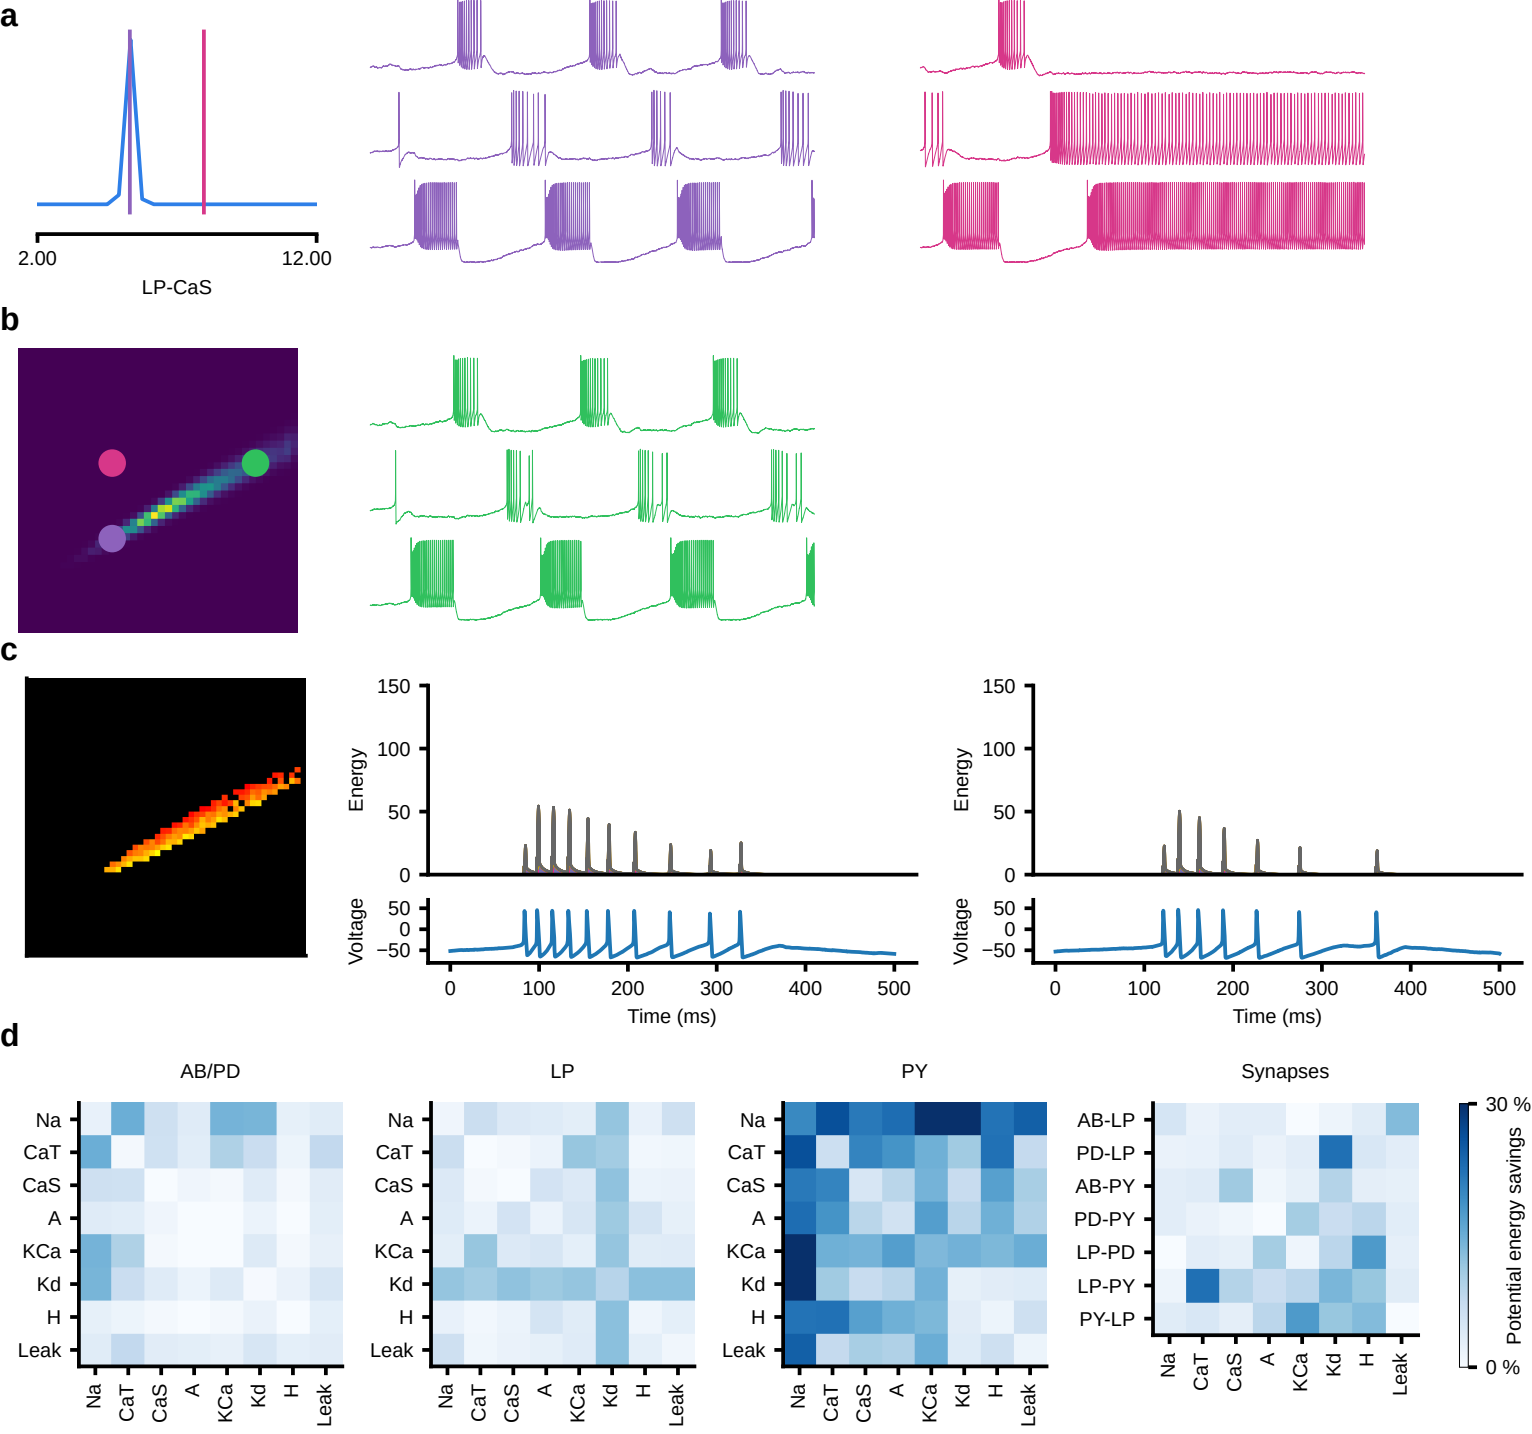 a
2.00 12.00
LP-CaS
b
c
150
100
50
0
Energy
50
0
−50
Voltage
0 100 200 300 400 500
Time (ms)
150
100
50
0
Energy
50
0
−50
Voltage
0 100 200 300 400 500
Time (ms)
d
AB/PD
Na
CaT
CaS
A
KCa
Kd
H
Leak
Na CaT CaS A KCa Kd H Leak
LP
Na
CaT
CaS
A
KCa
Kd
H
Leak
Na CaT CaS A KCa Kd H Leak
PY
Na
CaT
CaS
A
KCa
Kd
H
Leak
Na CaT CaS A KCa Kd H Leak
Synapses
AB-LP
PD-LP
AB-PY
PD-PY
LP-PD
LP-PY
PY-LP
Na CaT CaS A KCa Kd H Leak
30 %
0 %
Potential energy savings